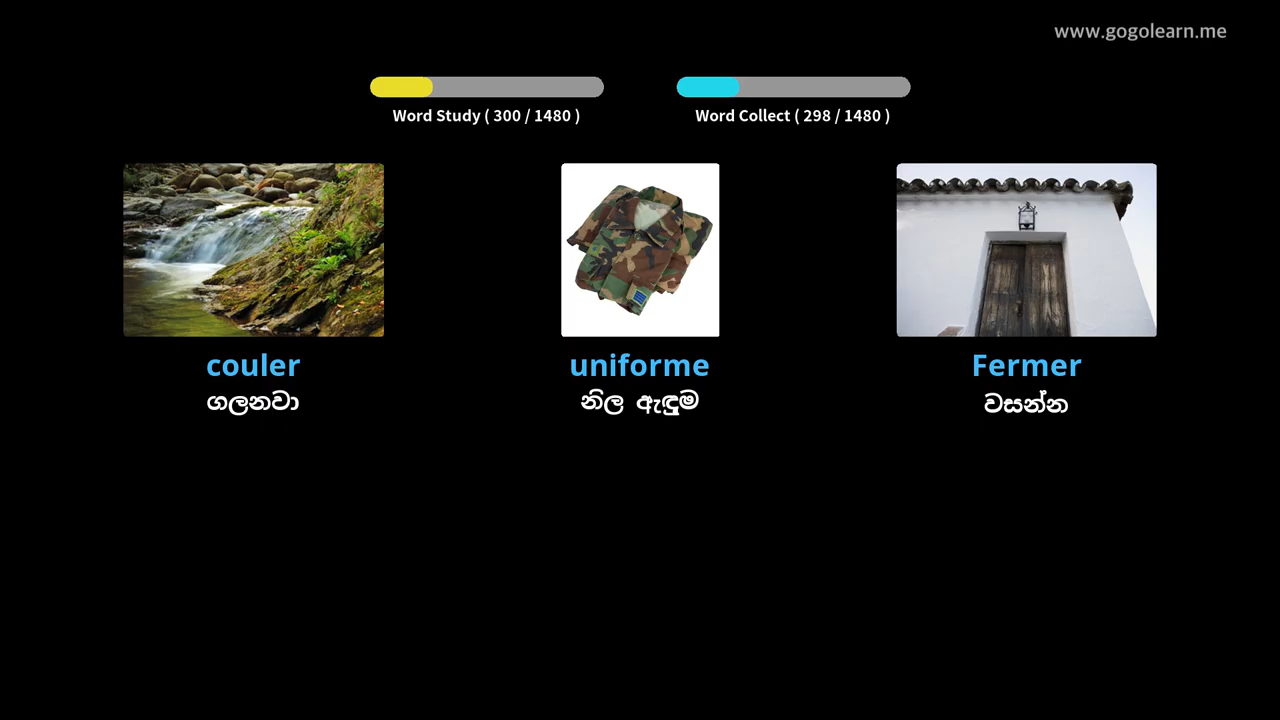 www.gogolearn.me
Word Study ( 300 / 1480 )
Word Collect ( 298 / 1480 )
couler
ගලනවා
uniforme
නිල ඇඳුම
Fermer
වසන්න